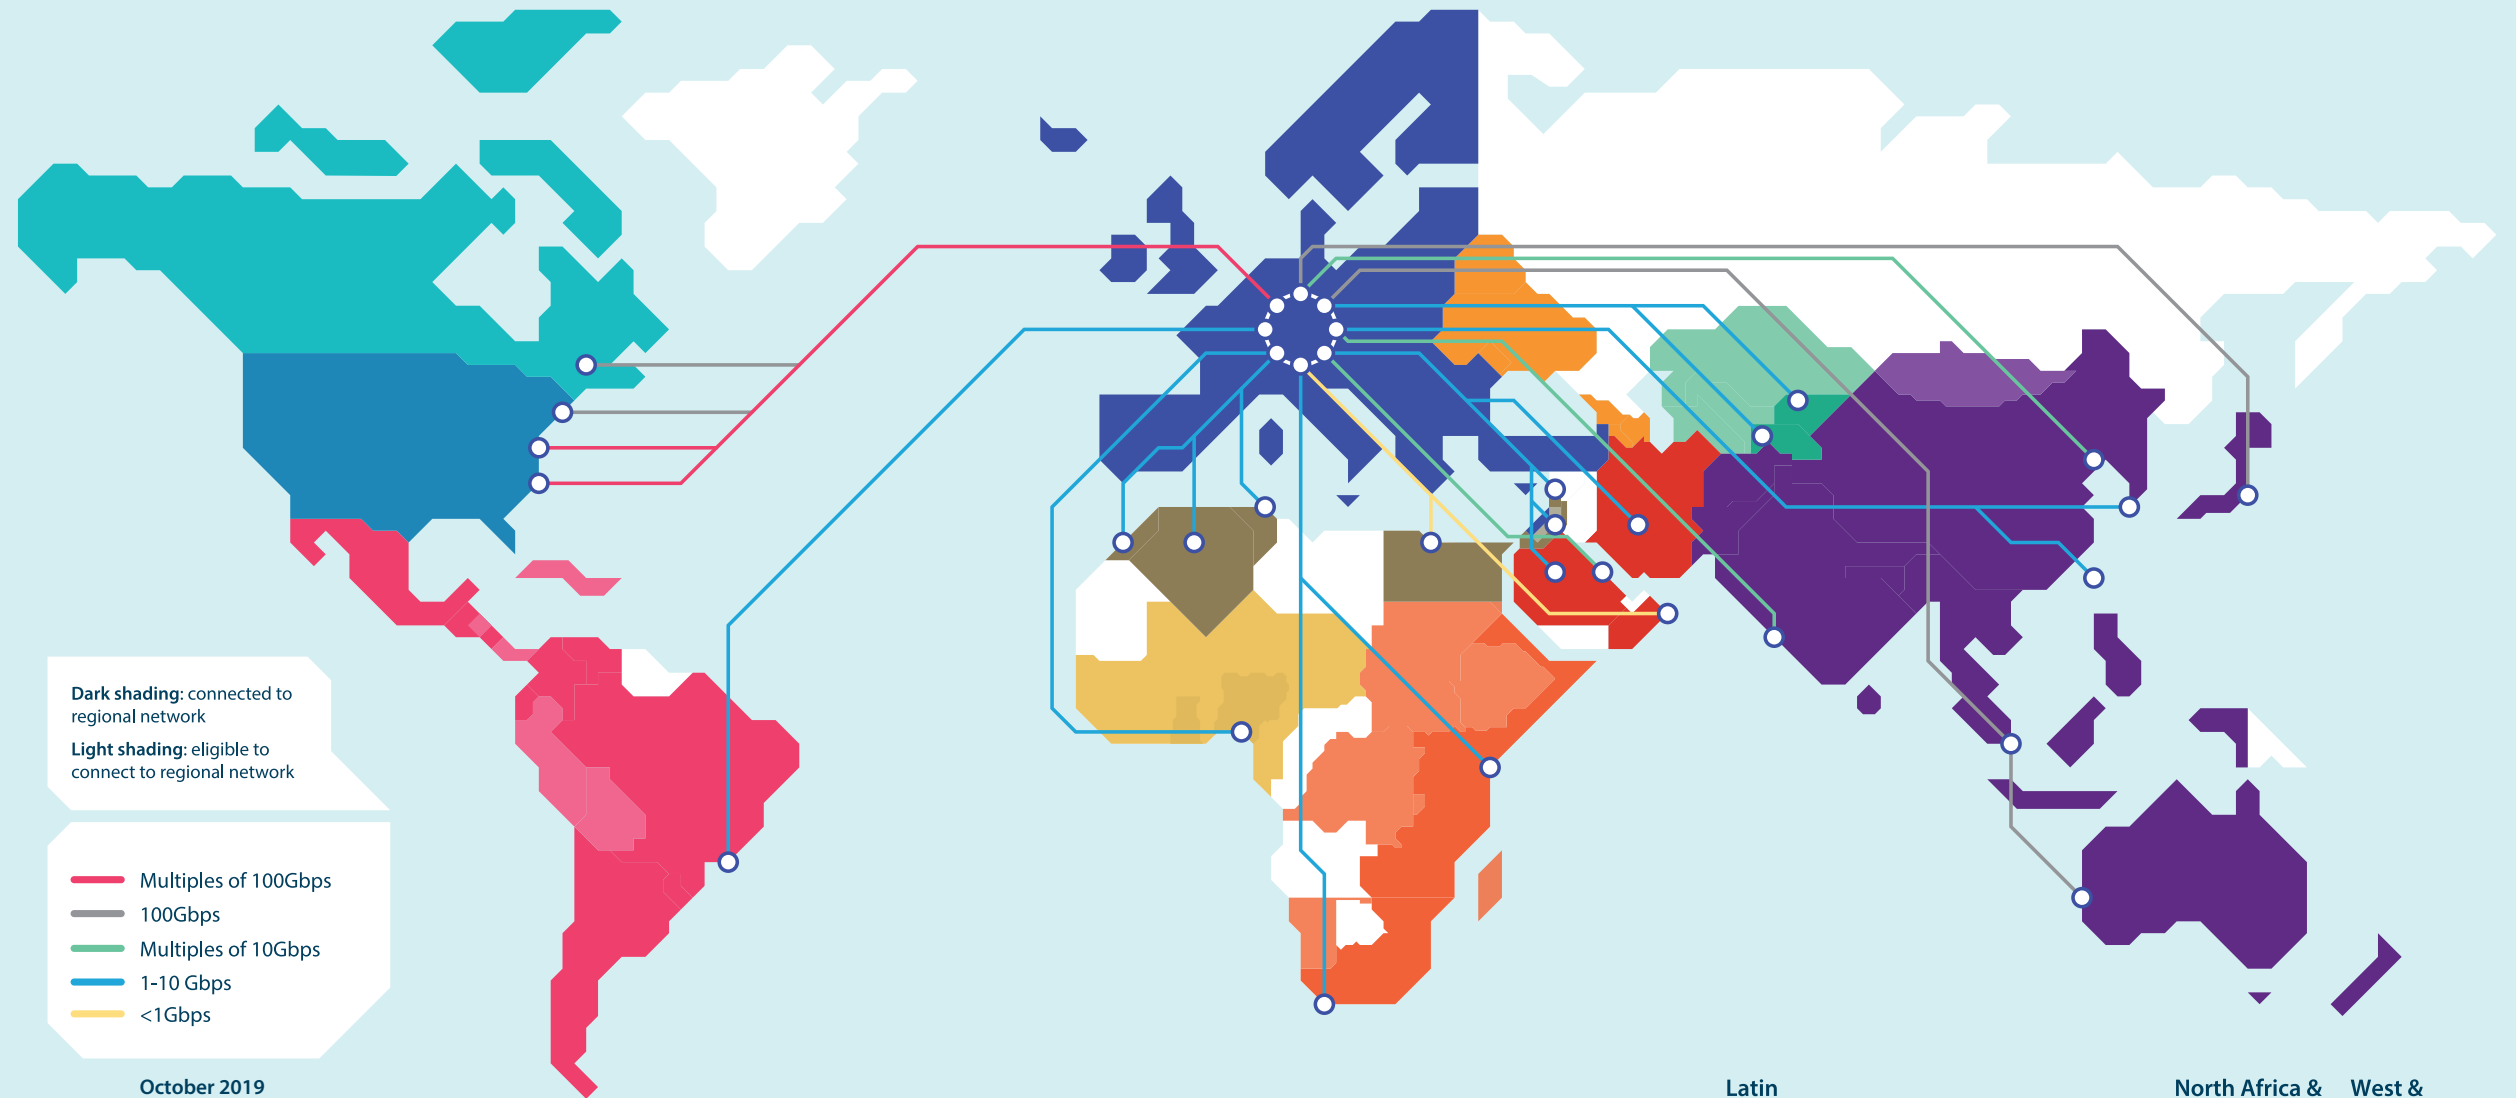 Dark shading: connected to
regional network
Light shading: eligible to
connect to regional network
Multiples of 100Gbps
100Gbps
Multiples of 10Gbps
1-10 Gbps
<1Gbps
October 2019
Latin
North Africa &
West &